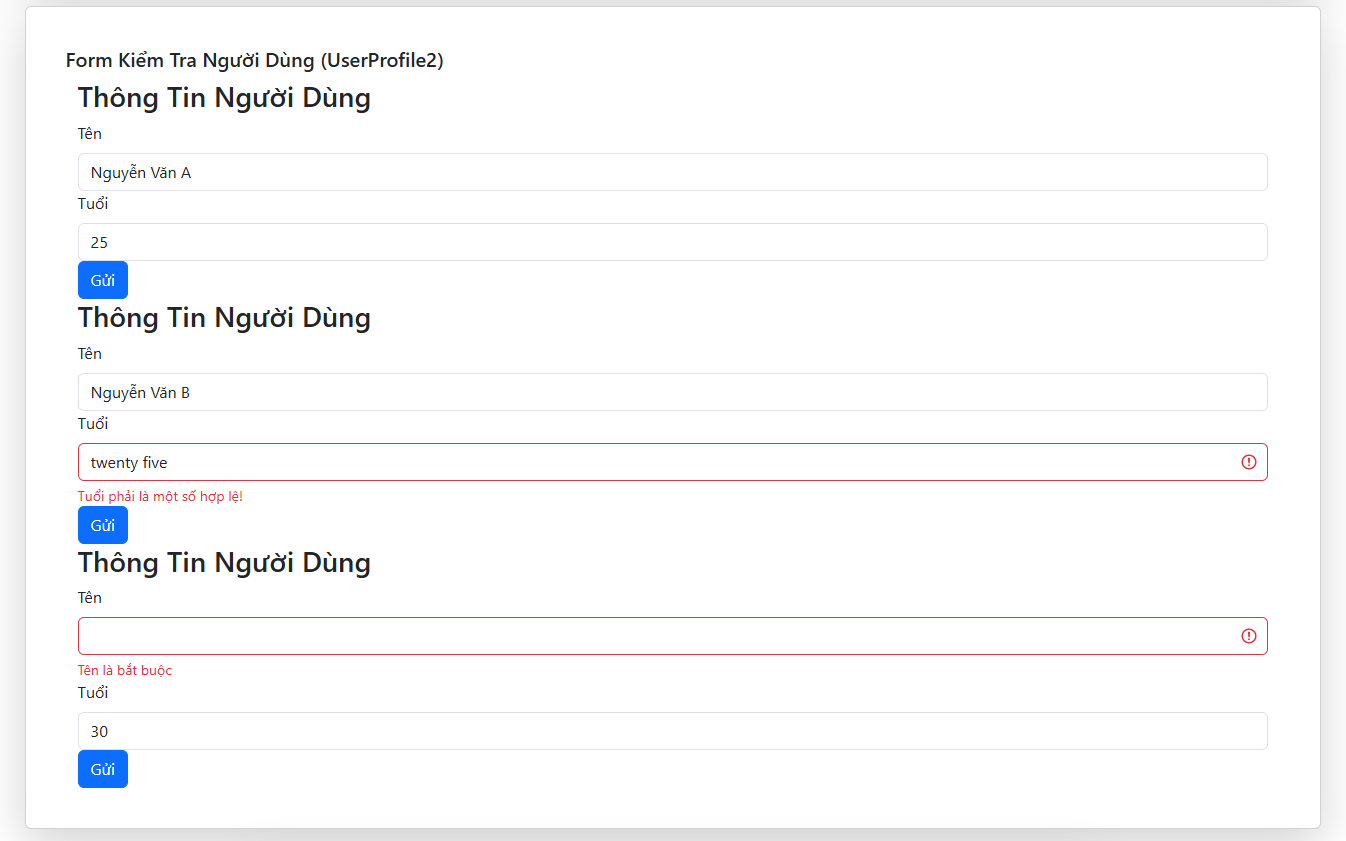 Form Kiểm Tra Người Dùng (UserProfile2)
Thông Tin Người Dùng
Tên
Nguyễn Văn A
Tuổi
25
Gửi
Thông Tin Người Dùng
Tên
Nguyễn Văn B
Tuổi
twenty five
Tuổi phải là một số hợp lệ!
Gửi
Thông Tin Người Dùng
Tên
Tên là bắt buộc
Tuổi
30
Gửi